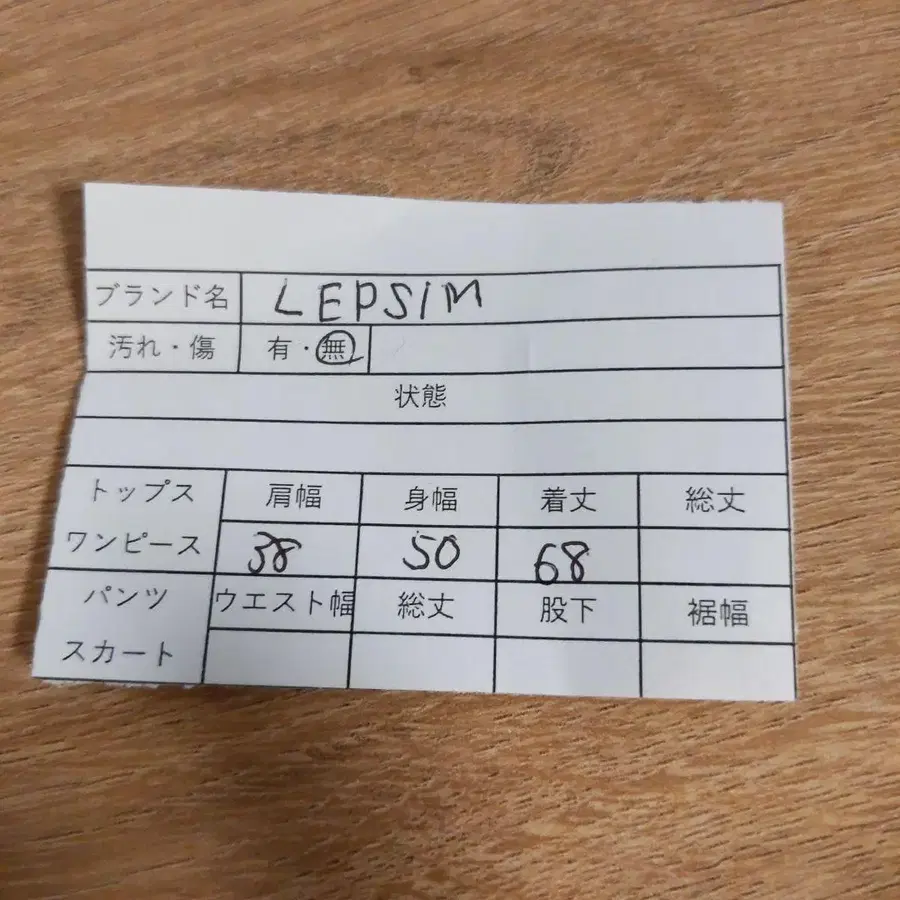 ブランド名 LEPSIM
汚れ・傷 有・無
状態
トップス 肩幅 身幅 着丈 総丈
ワンピース 38 50 68
パンツ ウエスト幅 総丈 股下 裾幅
スカート